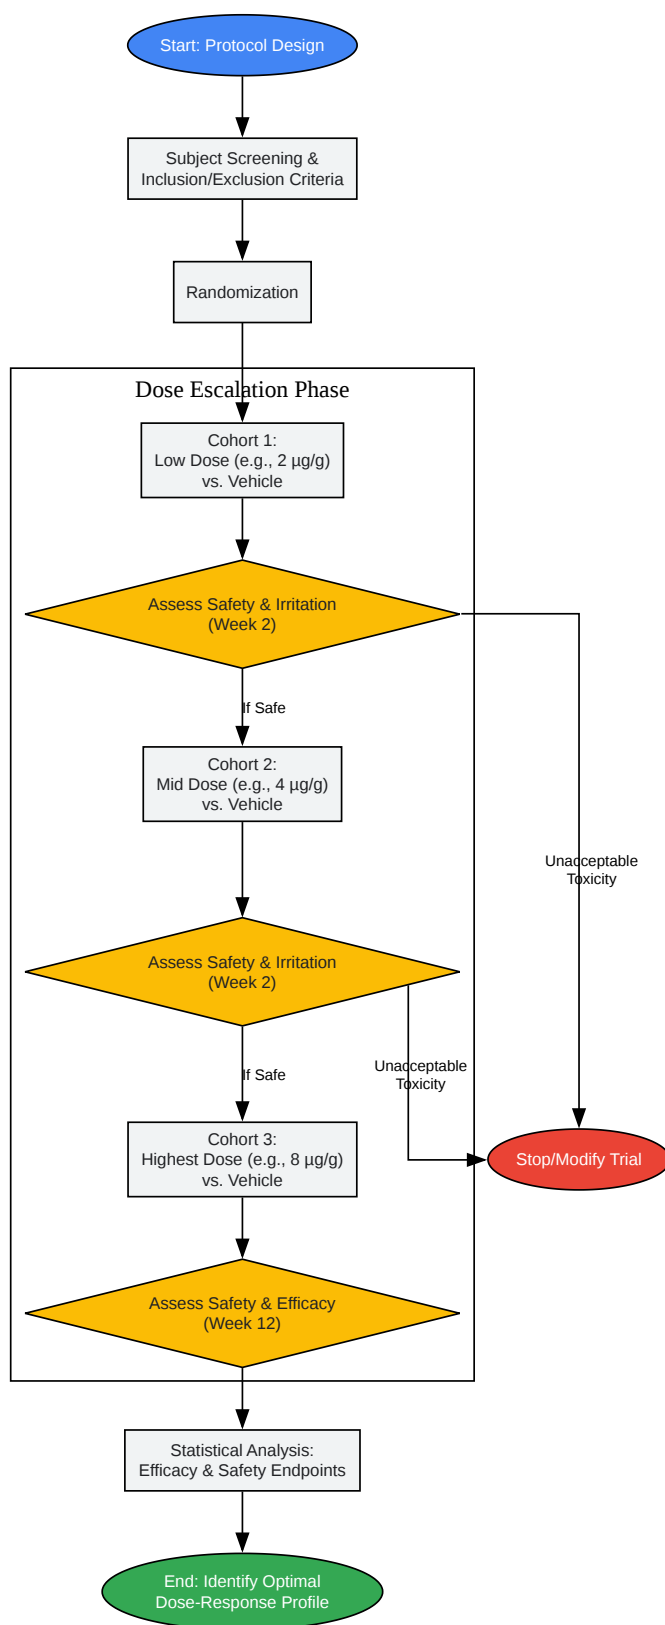 Start: Protocol Design
Subject Screening &
Inclusion/Exclusion Criteria
Randomization
Dose Escalation Phase
Cohort 1:
Low Dose (e.g., 2 µg/g)
vs. Vehicle
Assess Safety & Irritation
(Week 2)
If Safe
Cohort 2:
Mid Dose (e.g., 4 µg/g)
vs. Vehicle
Unacceptable
Toxicity
Assess Safety & Irritation
(Week 2)
If Safe
Unacceptable
Toxicity
Cohort 3:
Highest Dose (e.g., 8 µg/g)
vs. Vehicle
Stop/Modify Trial
Assess Safety & Efficacy
(Week 12)
Statistical Analysis:
Efficacy & Safety Endpoints
End: Identify Optimal
Dose-Response Profile